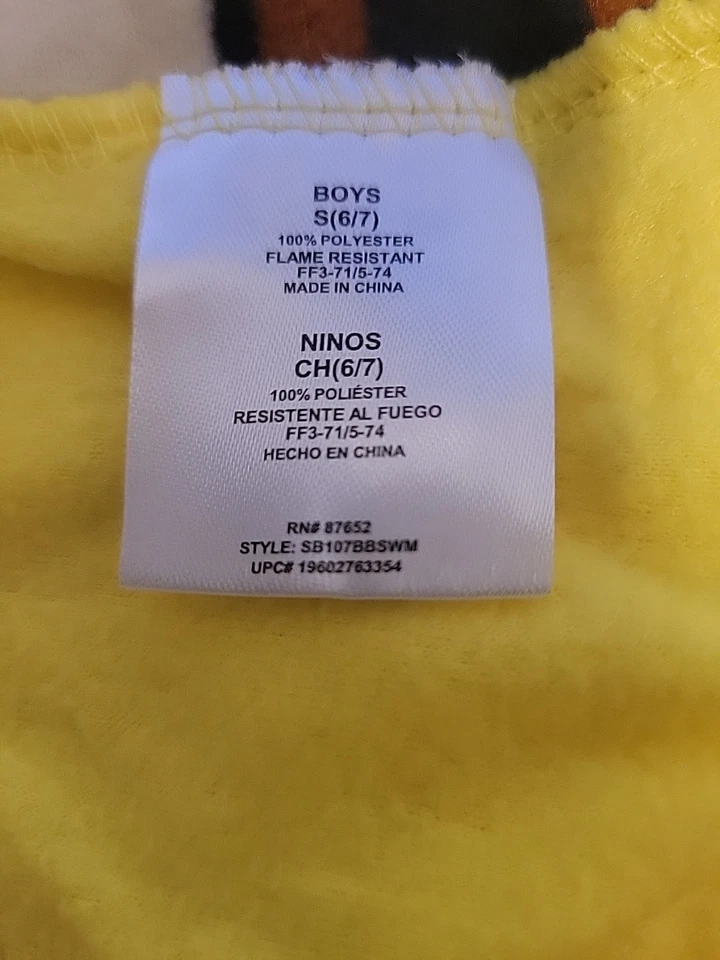 BOYS
S(6/7)
100% POLYESTER
FLAME RESISTANT
FF3-71/5-74
MADE IN CHINA
NINOS
CH(6/7)
100% POLIÉSTER
RESISTENTE AL FUEGO
FF3-71/5-74
HECHO EN CHINA
RN# 87652
STYLE: SB107BBSWM
UPC# 19602763354